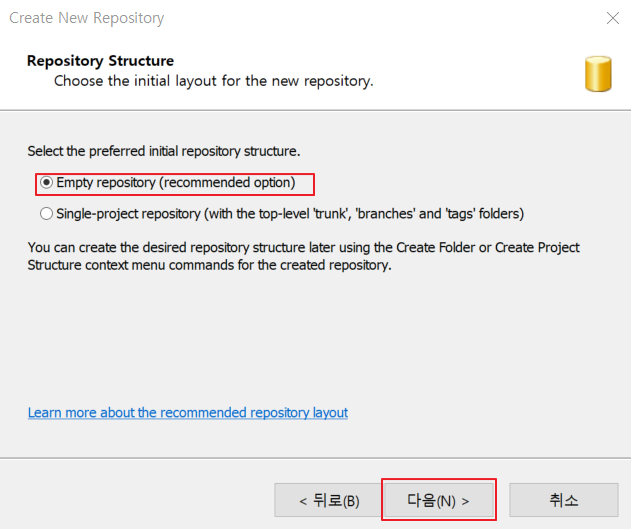 Create New Repository
Repository Structure
Choose the initial layout for the new repository.
Select the preferred initial repository structure.
Empty repository (recommended option)
Single-project repository (with the top-level 'trunk', 'branches' and 'tags' folders)
You can create the desired repository structure later using the Create Folder or Create Project
Structure context menu commands for the created repository.
Learn more about the recommended repository layout
< 뒤로(B)
다음(N) >
취소